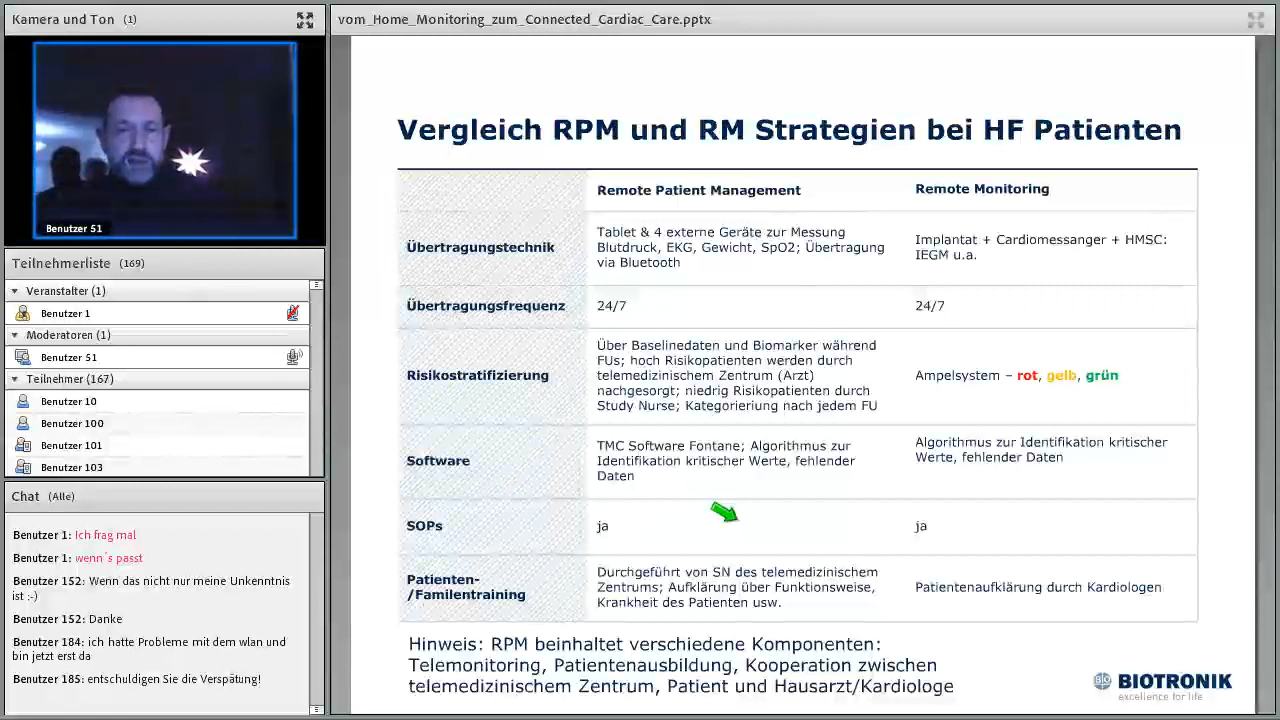 Kamera und Ton (1)
Benutzer 51
Teilnehmerliste (169)
Veranstalter (1)
Benutzer 1
Moderatoren (1)
Benutzer 51
Teilnehmer (167)
Benutzer 10
Benutzer 100
Benutzer 101
Benutzer 103
Chat (Alle)
Benutzer 1: Ich frag mal
Benutzer 1: wenn´s passt
Benutzer 152: Wenn das nicht nur meine Unkenntnis
ist :-)
Benutzer 152: Danke
Benutzer 184: ich hatte Probleme mit dem wlan und
bin jetzt erst da
Benutzer 185: entschuldigen Sie die Verspätung!
vom_Home_Monitoring_zum_Connected_Cardiac_Care.pptx
Vergleich RPM und RM Strategien bei HF Patienten
Remote Patient Management
Remote Monitoring
Übertragungstechnik
Tablet & 4 externe Geräte zur Messung
Blutdruck, EKG, Gewicht, SpO2; Übertragung
via Bluetooth
Implantat + Cardiomessanger + HMSC:
IEGM u.a.
Übertragungsfrequenz
24/7
24/7
Risikostratifizierung
Über Baselinedaten und Biomarker während
FUs; hoch Risikopatienten werden durch
telemedizinischem Zentrum (Arzt)
nachgesorgt; niedrig Risikopatienten durch
Study Nurse; Kategorieriung nach jedem FU
Ampelsystem – rot, gelb, grün
Software
TMC Software Fontane; Algorithmus zur
Identifikation kritischer Werte, fehlender
Daten
Algorithmus zur Identifikation kritischer
Werte, fehlender Daten
SOPs
ja
ja
Patienten-
/Familentraining
Durchgeführt von SN des telemedizinischem
Zentrums; Aufklärung über Funktionsweise,
Krankheit des Patienten usw.
Patientenaufklärung durch Kardiologen
Hinweis: RPM beinhaltet verschiedene Komponenten:
Telemonitoring, Patientenausbildung, Kooperation zwischen
telemedizinischem Zentrum, Patient und Hausarzt/Kardiologe
BIO BIOTRONIK
excellence for life